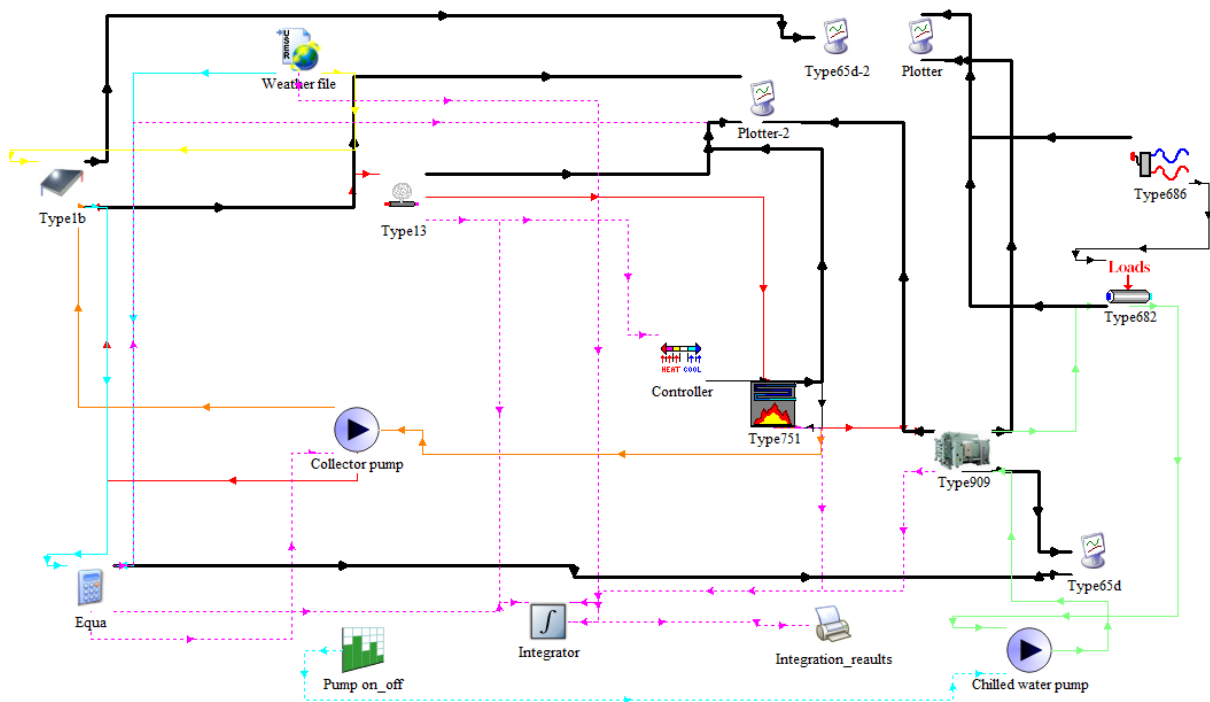 Type65d-2
Plotter
Weather file
Plotter-2
Type1b
Type13
Type686
Loads
Type682
HEAT COOL
Controller
Type751
Collector pump
Type909
Type65d
Equa
Integrator
Integration_reaults
Pump on_off
Chilled water pump
USER